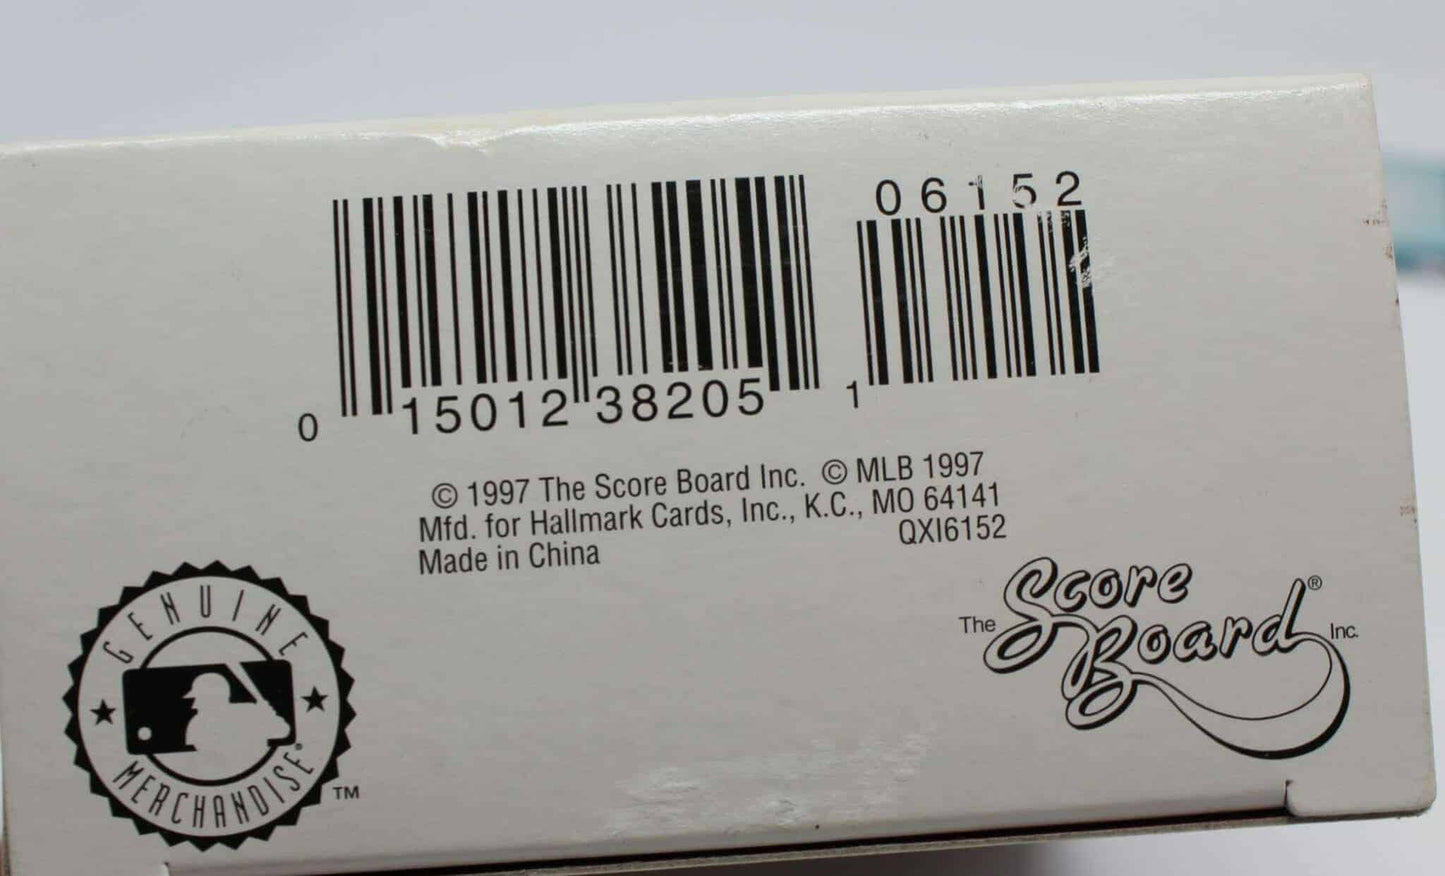 06152
0 15012 38205 1
© 1997 The Score Board Inc. © MLB 1997
Mfd. for Hallmark Cards, Inc., K.C., MO 64141
Made in China QXI6152
GENUINE
MERCHANDISE®
TM
The Score Board® Inc.